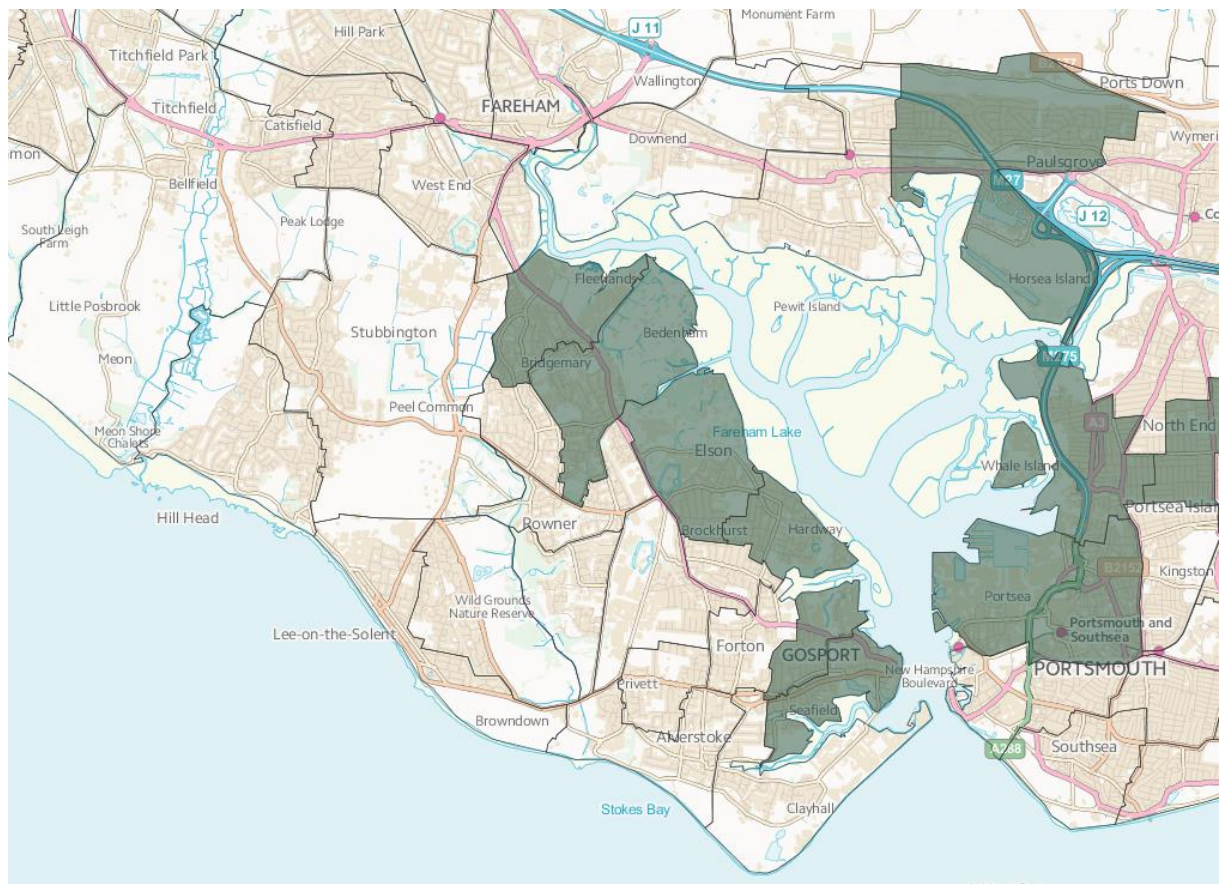 Monument Farm
Hill Park
J 11
Titchfield Park
Wallington
Ports Down
FAREHAM
Titchfield
Catisfield
Downend
Wymeri
mmon
Paulsgrove
M27
West End
Bellfield
J 12
Co
Peak Lodge
South Leigh
Farm
Fleetlands
Horsea Island
Little Posbrook
Pewit Island
Stubbington
Bedenham
Meon
Bridgemary
M275
Peel Common
North End
A3
Meon Shore
Chalets
Fareham Lake
Elson
Whale Island
Portsea Isl
Hill Head
Rowner
Brockhurst
Hardway
B2152
Kingston
Portsea
Wild Grounds
Nature Reserve
Portsmouth and
Southsea
Lee-on-the-Solent
Forton
GOSPORT
New Hampshire
Boulevard
PORTSMOUTH
Privett
Seafield
Browndown
Alverstoke
A288
Southsea
Stokes Bay
Clayhall